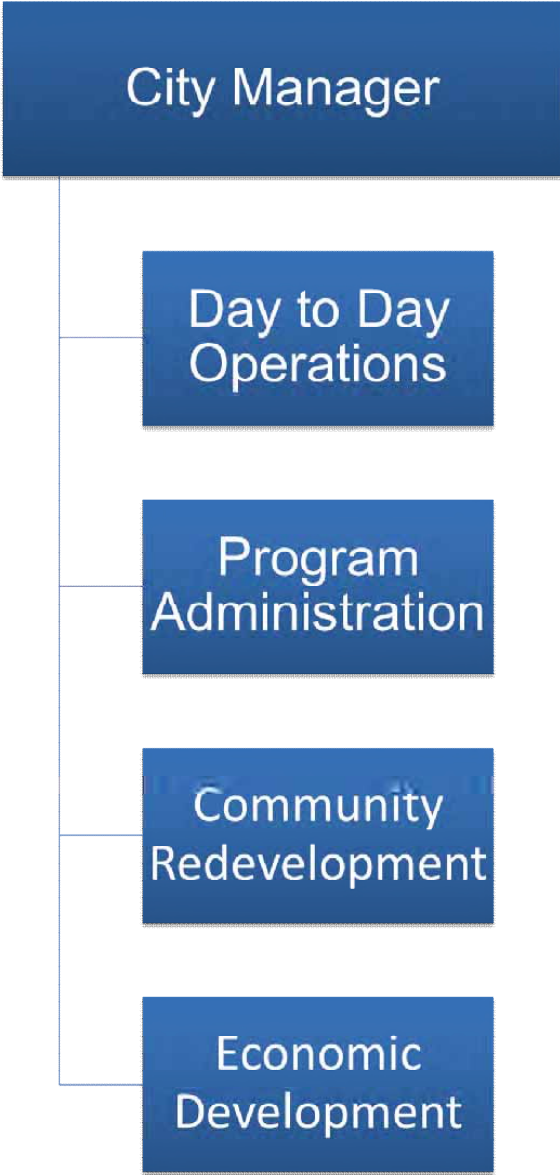 City Manager
Day to Day
Operations
Program
Administration
Community
Redevelopment
Economic
Development